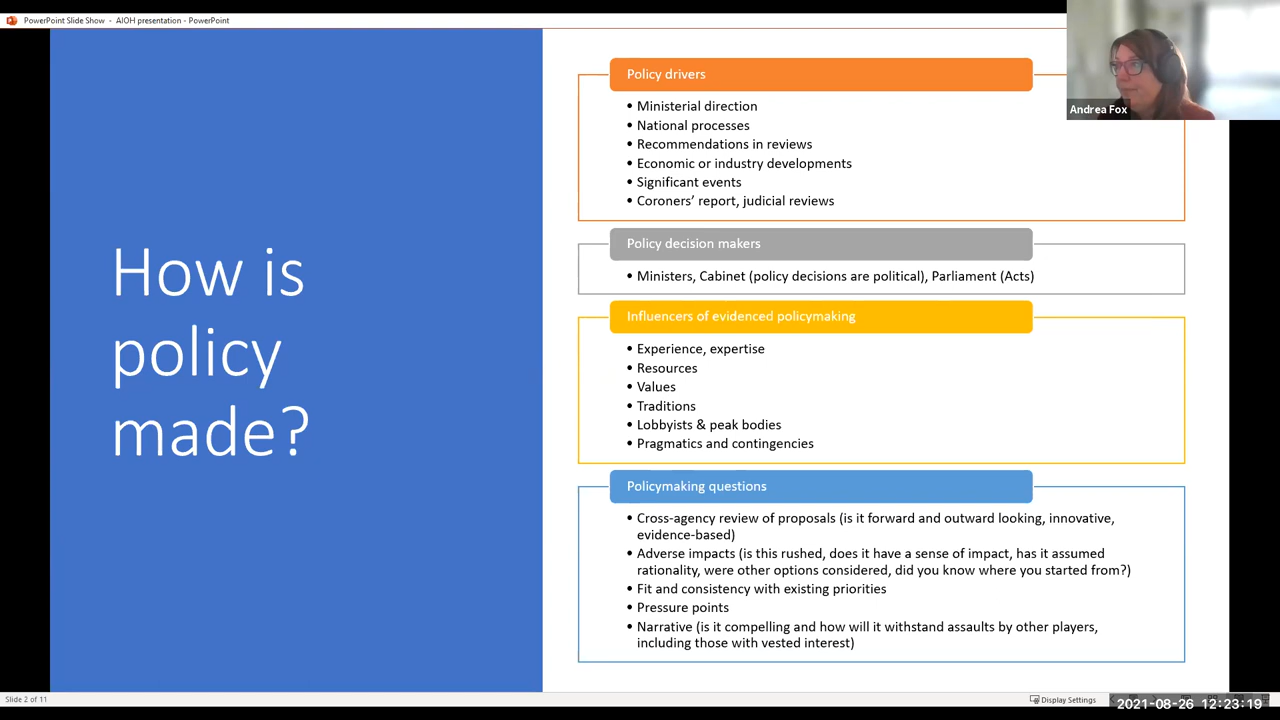 PowerPoint Slide Show - AIOH presentation - PowerPoint
Andrea Fox
How is
policy
made?
Policy drivers
• Ministerial direction
• National processes
• Recommendations in reviews
• Economic or industry developments
• Significant events
• Coroners’ report, judicial reviews
Policy decision makers
• Ministers, Cabinet (policy decisions are political), Parliament (Acts)
Influencers of evidenced policymaking
• Experience, expertise
• Resources
• Values
• Traditions
• Lobbyists & peak bodies
• Pragmatics and contingencies
Policymaking questions
• Cross-agency review of proposals (is it forward and outward looking, innovative,
evidence-based)
• Adverse impacts (is this rushed, does it have a sense of impact, has it assumed
rationality, were other options considered, did you know where you started from?)
• Fit and consistency with existing priorities
• Pressure points
• Narrative (is it compelling and how will it withstand assaults by other players,
including those with vested interest)
Slide 2 of 11
Display Settings
2021-08-26 12:23:19